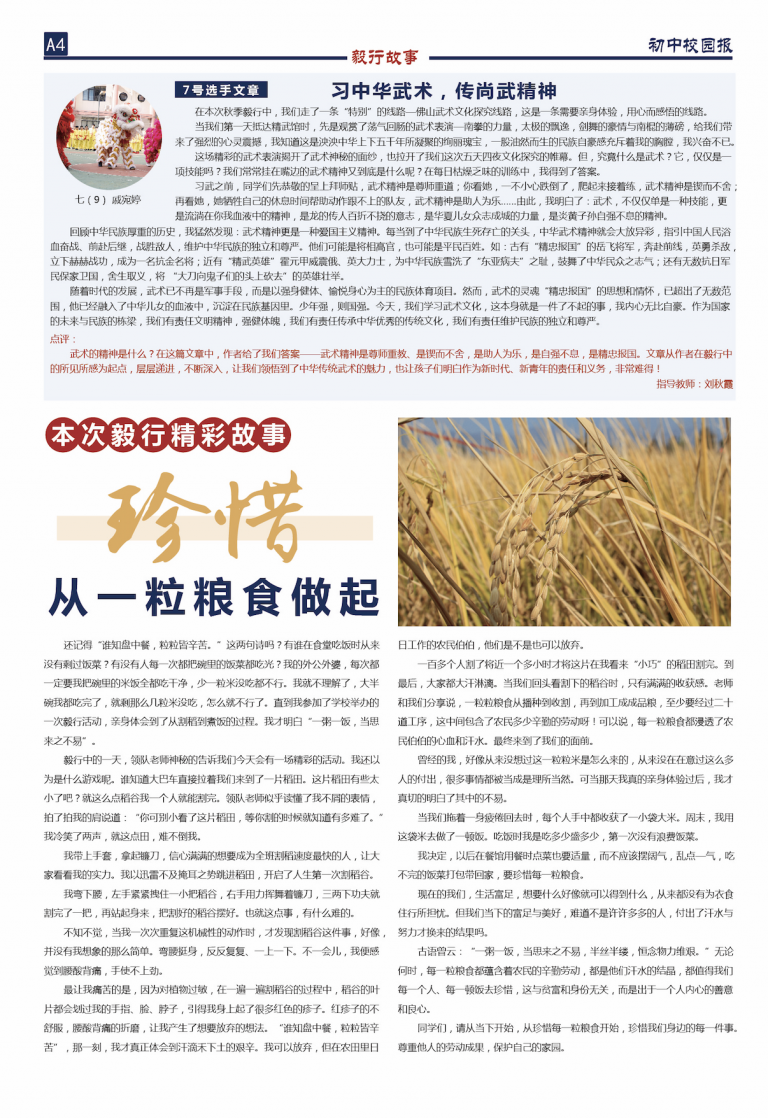 A4
毅行故事
初中校园报
7号选手文章
习中华武术，传尚武精神
七（9） 戚宛婷
在本次秋季毅行中，我们走了一条“特别”的线路—佛山武术文化探究线路，这是一条需要亲身体验，用心而感悟的线路。
当我们第一天抵达精武馆时，先是观赏了荡气回肠的武术表演—南拳的力量，太极的飘逸，剑舞的豪情与南棍的薄磅，给我们带
来了强烈的心灵震撼，我知道这是泱泱中华上下五千年所凝聚的绚丽瑰宝，一股油然而生的民族自豪感充斥着我的胸腔，我兴奋不已。
这场精彩的武术表演揭开了武术神秘的面纱，也拉开了我们这次五天四夜文化探究的帷幕。但，究竟什么是武术？它，仅仅是一
项技能吗？我们常常挂在嘴边的武术精神又到底是什么呢？在每日枯燥乏味的训练中，我得到了答案。
习武之前，同学们先恭敬的呈上拜师贴，武术精神是尊师重道；你看她，一不小心跌倒了，爬起来接着练，武术精神是锲而不舍；
再看她，她牺牲自己的休息时间帮助动作跟不上的队友，武术精神是助人为乐……由此，我明白了：武术，不仅仅单是一种技能，更
是流淌在你我血液中的精神，是龙的传人百折不挠的意志，是华夏儿女众志成城的力量，是炎黄子孙自强不息的精神。
回顾中华民族厚重的历史，我猛然发现：武术精神更是一种爱国主义精神。每当到了中华民族生死存亡的关头，中华武术精神就会大放异彩，指引中国人民浴
血奋战、前赴后继，战胜敌人，维护中华民族的独立和尊严。他们可能是将相高官，也可能是平民百姓。如：古有“精忠报国”的岳飞将军，奔赴前线，英勇杀敌，
立下赫赫战功，成为一名抗金名将；近有“精武英雄”霍元甲威震俄、英大力士，为中华民族雪洗了“东亚病夫”之耻，鼓舞了中华民众之志气；还有无数抗日军
民保家卫国，舍生取义，将 “大刀向鬼子们的头上砍去”的英雄壮举。
随着时代的发展，武术已不再是军事手段，而是以强身健体、愉悦身心为主的民族体育项目。然而，武术的灵魂“精忠报国”的思想和情怀，已超出了无数范
围，他已经融入了中华儿女的血液中，沉淀在民族基因里。少年强，则国强。今天，我们学习武术文化，这本身就是一件了不起的事，我内心无比自豪。作为国家
的未来与民族的栋梁，我们有责任文明精神，强健体魄，我们有责任传承中华优秀的传统文化，我们有责任维护民族的独立和尊严。
点评：
武术的精神是什么？在这篇文章中，作者给了我们答案——武术精神是尊师重教、是锲而不舍，是助人为乐，是自强不息，是精忠报国。文章从作者在毅行中
的所见所感为起点，层层递进，不断深入，让我们领悟到了中华传统武术的魅力，也让孩子们明白作为新时代、新青年的责任和义务，非常难得！
指导教师：刘秋霞
本次毅行精彩故事
珍惜
从一粒粮食做起
还记得“谁知盘中餐，粒粒皆辛苦。”这两句诗吗？有谁在食堂吃饭时从来
没有剩过饭菜？有没有人每一次都把碗里的饭菜都吃光？我的外公外婆，每次都
一定要我把碗里的米饭全都吃干净，少一粒米没吃都不行。我就不理解了，大半
碗我都吃完了，就剩那么几粒米没吃，怎么就不行了。直到我参加了学校举办的
一次毅行活动，亲身体会到了从割稻到煮饭的过程。我才明白“一粥一饭，当思
来之不易”。
毅行中的一天，领队老师神秘的告诉我们今天会有一场精彩的活动。我还以
为是什么游戏呢。谁知道大巴车直接拉着我们来到了一片稻田。这片稻田有些太
小了吧？就这么点稻谷我一个人就能割完。领队老师似乎读懂了我不屑的表情，
拍了拍我的肩说道：“你可别小看了这片稻田，等你割的时候就知道有多难了。”
我冷笑了两声，就这点田，难不倒我。
我带上手套，拿起镰刀，信心满满的想要成为全班割稻速度最快的人，让大
家看看我的实力。我以迅雷不及掩耳之势跳进稻田，开启了人生第一次割稻谷。
我弯下腰，左手紧紧拽住一小把稻谷，右手用力挥舞着镰刀，三两下功夫就
割完了一把，再站起身来，把割好的稻谷摆好。也就这点事，有什么难的。
不知不觉，当我一次次重复这机械性的动作时，才发现割稻谷这件事，好像，
并没有我想象的那么简单。弯腰挺身，反反复复、一上一下。不一会儿，我便感
觉到腰酸背痛，手使不上劲。
最让我痛苦的是，因为对植物过敏，在一遍一遍割稻谷的过程中，稻谷的叶
片都会划过我的手指、脸、脖子，引得我身上起了很多红色的疹子。红疹子的不
舒服，腰酸背痛的折磨，让我产生了想要放弃的想法。“谁知盘中餐，粒粒皆辛
苦”，那一刻，我才真正体会到汗滴禾下土的艰辛。我可以放弃，但在农田里日
日工作的农民伯伯，他们是不是也可以放弃。
一百多个人割了将近一个多小时才将这片在我看来“小巧”的稻田割完。到
最后，大家都大汗淋漓。当我们回头看割下的稻谷时，只有满满的收获感。老师
和我们分享说，一粒粒粮食从播种到收割，再到加工成成品粮，至少要经过二十
道工序，这中间包含了农民多少辛勤的劳动呀！可以说，每一粒粮食都浸透了农
民伯伯的心血和汗水。最终来到了我们的面前。
曾经的我，好像从来没想过这一粒粒米是怎么来的，从来没在在意过这么多
人的付出，很多事情都被当成是理所当然。可当那天我真的亲身体验过后，我才
真切的明白了其中的不易。
当我们拖着一身疲倦回去时，每个人手中都收获了一小袋大米。周末，我用
这袋米去做了一顿饭。吃饭时我是吃多少盛多少，第一次没有浪费饭菜。
我决定，以后在餐馆用餐时点菜也要适量，而不应该摆阔气，乱点一气，吃
不完的饭菜打包带回家，要珍惜每一粒粮食。
现在的我们，生活富足，想要什么好像就可以得到什么，从来都没有为衣食
住行所担忧。但我们当下的富足与美好，难道不是许许多多的人，付出了汗水与
努力才换来的结果吗。
古语曾云：“一粥一饭，当思来之不易，半丝半缕，恒念物力维艰。”无论
何时，每一粒粮食都蕴含着农民的辛勤劳动，都是他们汗水的结晶，都值得我们
每一个人、每一顿饭去珍惜，这与贫富和身份无关，而是出于一个人内心的善意
和良心。
同学们，请从当下开始，从珍惜每一粒粮食开始，珍惜我们身边的每一件事。
尊重他人的劳动成果，保护自己的家园。